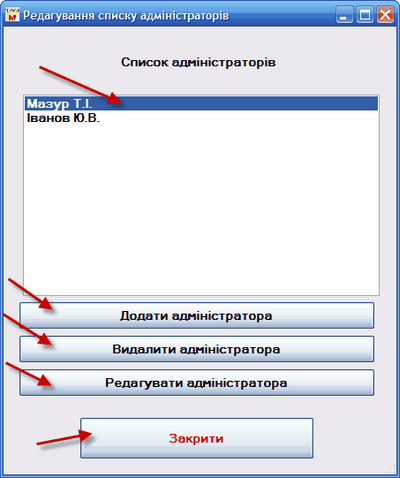 Редагування списку адміністраторів
Список адміністраторів
Мазур Т.І.
Іванов Ю.В.
Додати адміністратора
Видалити адміністратора
Редагувати адміністратора
Закрити